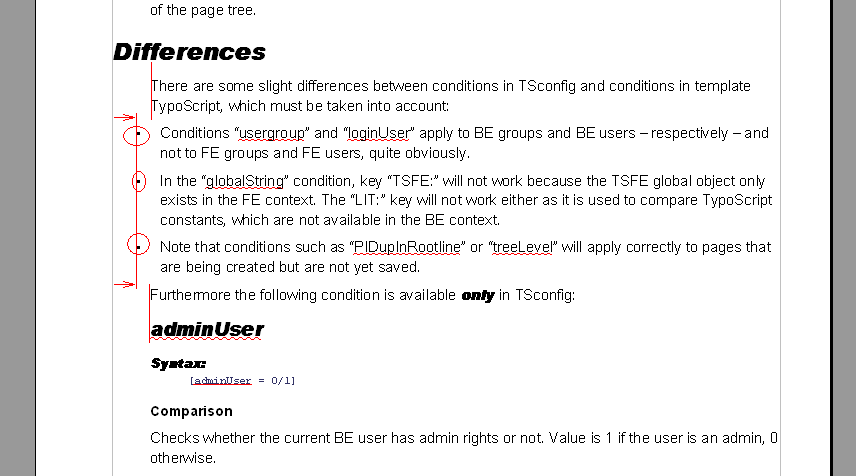 of the page tree.
Differences
There are some slight differences between conditions in TSconfig and conditions in template
TypoScript, which must be taken into account:
Conditions “usergroup” and “loginUser” apply to BE groups and BE users – respectively – and
not to FE groups and FE users, quite obviously.
In the “globalString” condition, key “TSFE:” will not work because the TSFE global object only
exists in the FE context. The “LIT:” key will not work either as it is used to compare TypoScript
constants, which are not available in the BE context.
Note that conditions such as “PIDupInRootline” or “treeLevel” will apply correctly to pages that
are being created but are not yet saved.
Furthermore the following condition is available only in TSconfig:
adminUser
Syntax:
[adminUser = 0/1]
Comparison
Checks whether the current BE user has admin rights or not. Value is 1 if the user is an admin, 0
otherwise.